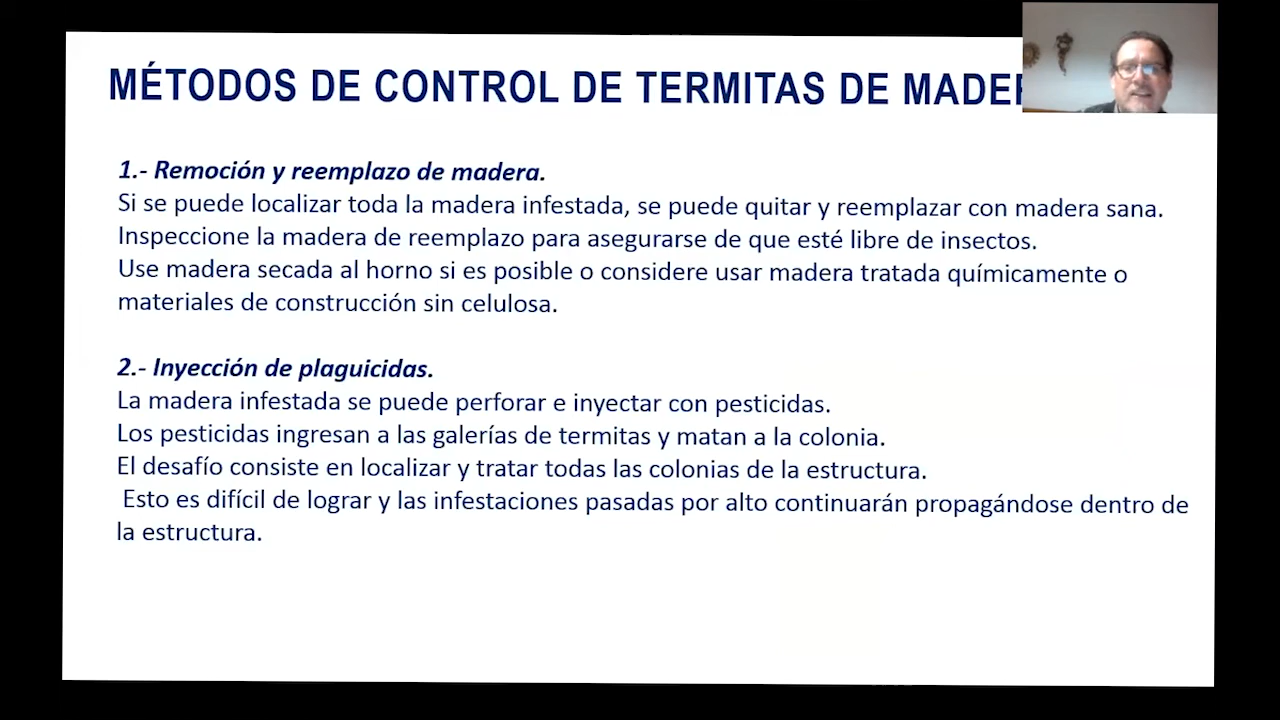 MÉTODOS DE CONTROL DE TERMITAS DE
1.- Remoción y reemplazo de madera.
Si se puede localizar toda la madera infestada, se puede quitar y reemplazar con madera sana.
Inspeccione la madera de reemplazo para asegurarse de que esté libre de insectos.
Use madera secada al horno si es posible o considere usar madera tratada químicamente o
materiales de construcción sin celulosa.
2.- Inyección de plaguicidas.
La madera infestada se puede perforar e inyectar con pesticidas.
Los pesticidas ingresan a las galerías de termitas y matan a la colonia.
El desafío consiste en localizar y tratar todas las colonias de la estructura.
Esto es difícil de lograr y las infestaciones pasadas por alto continuarán propagándose dentro de
la estructura.